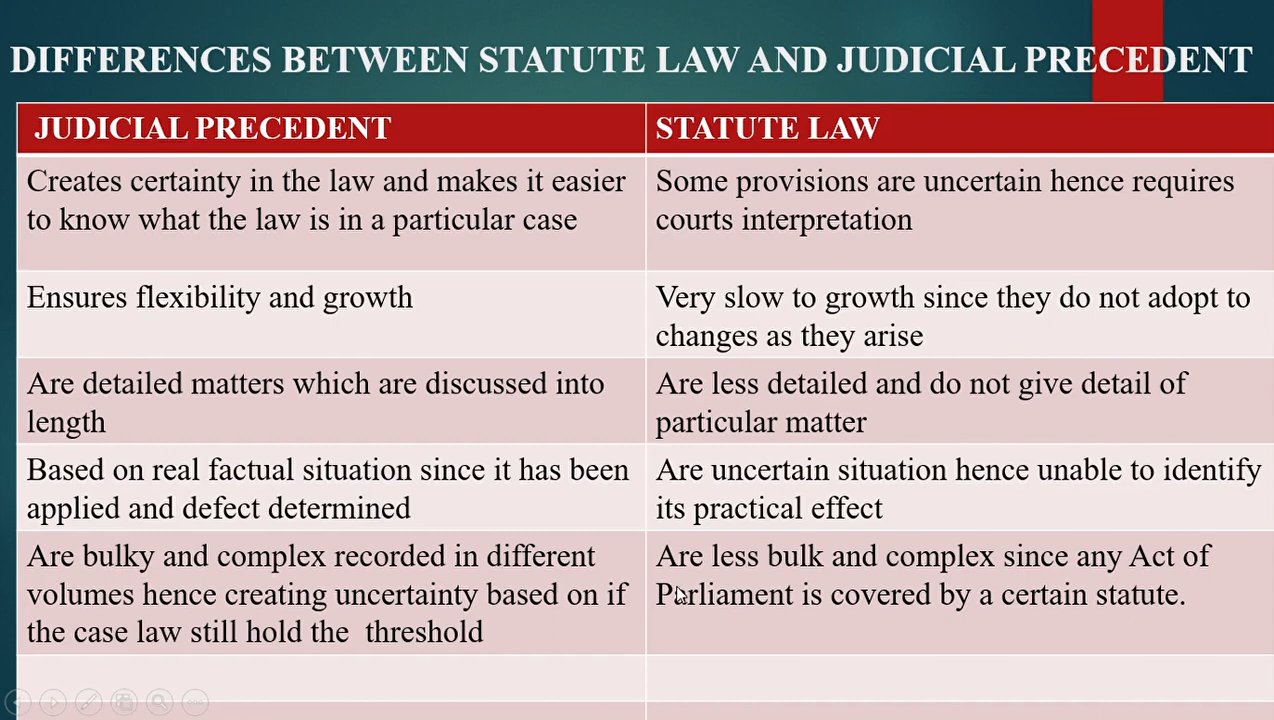 DIFFERENCES BETWEEN STATUTE LAW AND JUDICIAL PRECEDENT
JUDICIAL PRECEDENT
STATUTE LAW
Creates certainty in the law and makes it easier
to know what the law is in a particular case
Some provisions are uncertain hence requires
courts interpretation
Ensures flexibility and growth
Very slow to growth since they do not adopt to
changes as they arise
Are detailed matters which are discussed into
length
Are less detailed and do not give detail of
particular matter
Based on real factual situation since it has been
applied and defect determined
Are uncertain situation hence unable to identify
its practical effect
Are bulky and complex recorded in different
volumes hence creating uncertainty based on if
the case law still hold the threshold
Are less bulk and complex since any Act of
Parliament is covered by a certain statute.